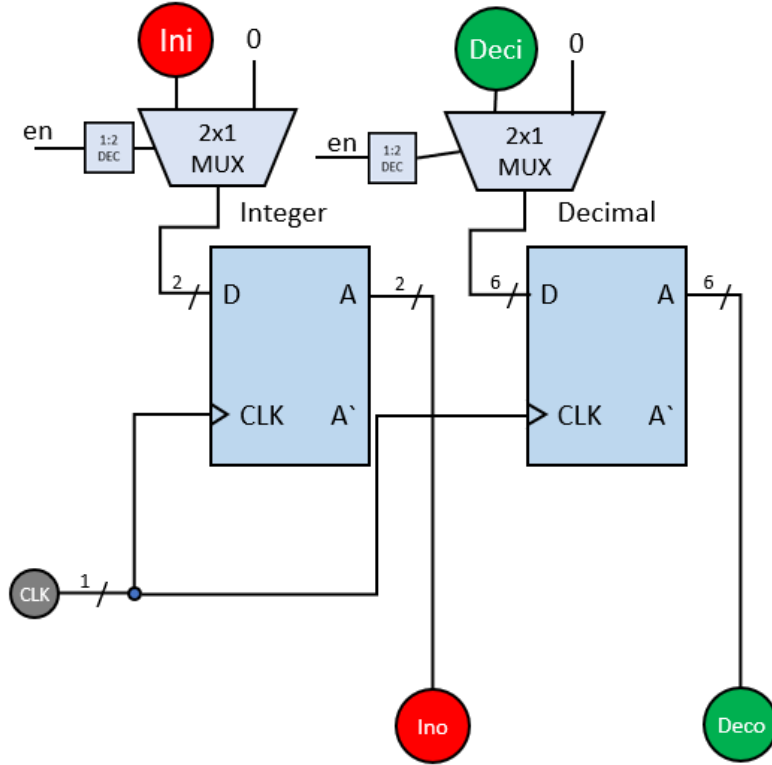 Ini
0
Deci
0
en
1:2
DEC
2x1
MUX
en
1:2
DEC
2x1
MUX
Integer
Decimal
2
D
A
2
6
D
A
6
CLK
A`
CLK
A`
CLK
1
Ino
Deco